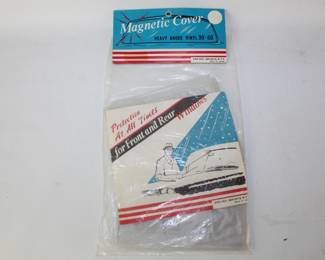 Magnetic Cover
HEAVY GAUGE VINYL
Protection
At All Times
for Front and Rear
Windows